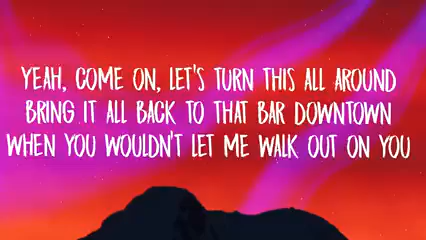 YEAH, COME ON, LET'S TURN THIS ALL AROUND
BRING IT ALL BACK TO THAT BAR DOWNTOWN
WHEN YOU WOULDN'T LET ME WALK OUT ON YOU